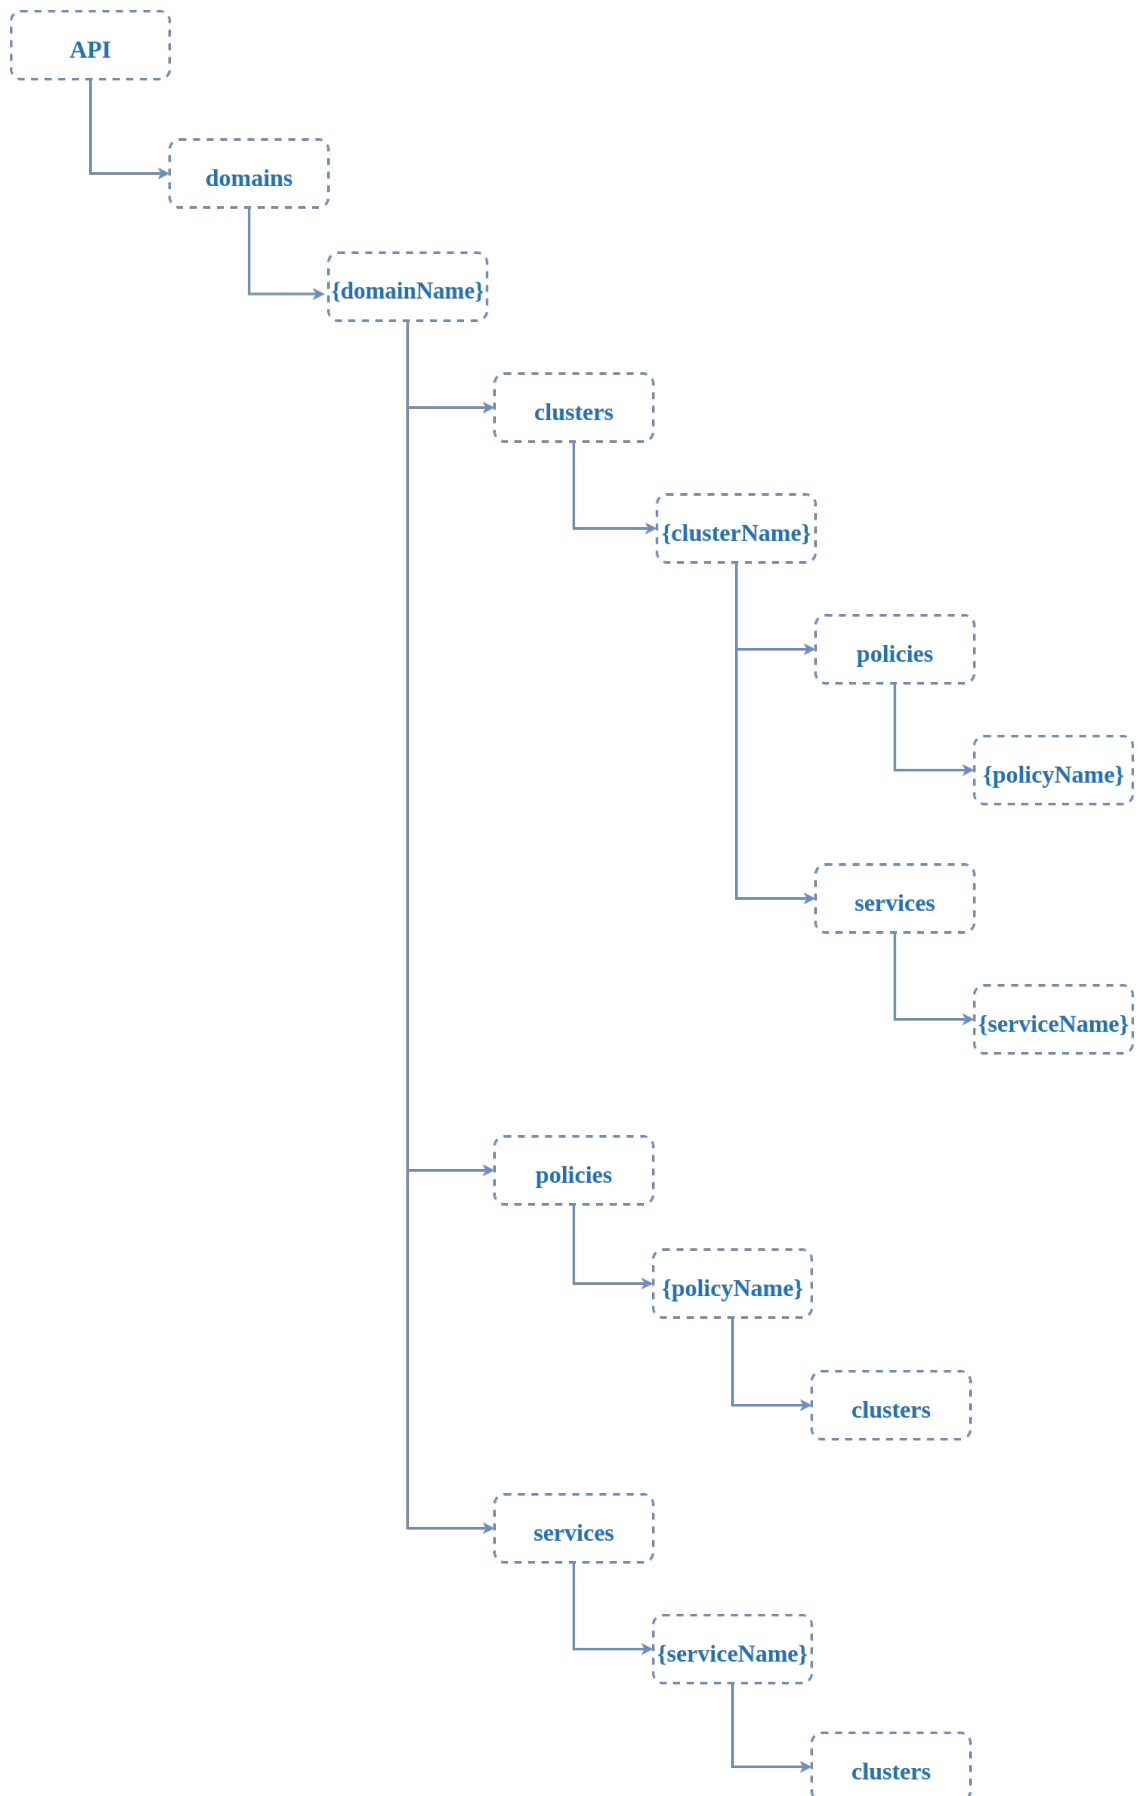 API
domains
{domainName}
clusters
{clusterName}
policies
{policyName}
services
{serviceName}
policies
{policyName}
clusters
services
{serviceName}
clusters